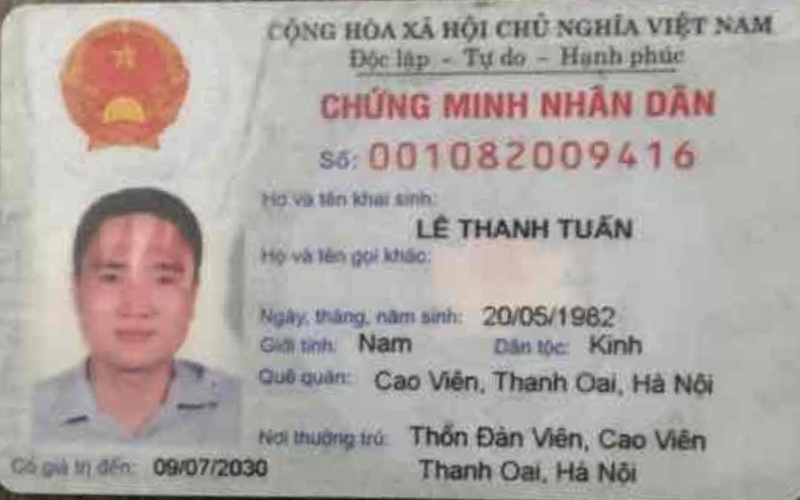 CỘNG HÒA XÃ HỘI CHỦ NGHĨA VIỆT NAM
Độc lập - Tự do - Hạnh phúc
CHỨNG MINH NHÂN DÂN
Số: 001082009416
Họ và tên khai sinh:
LÊ THANH TUẤN
Họ và tên gọi khác:
Ngày, tháng, năm sinh: 20/05/1982
Giới tính: Nam Dân tộc: Kinh
Quê quán: Cao Viên, Thanh Oai, Hà Nội
Nơi thường trú: Thôn Đàn Viên, Cao Viên
Thanh Oai, Hà Nội
Có giá trị đến: 09/07/2030